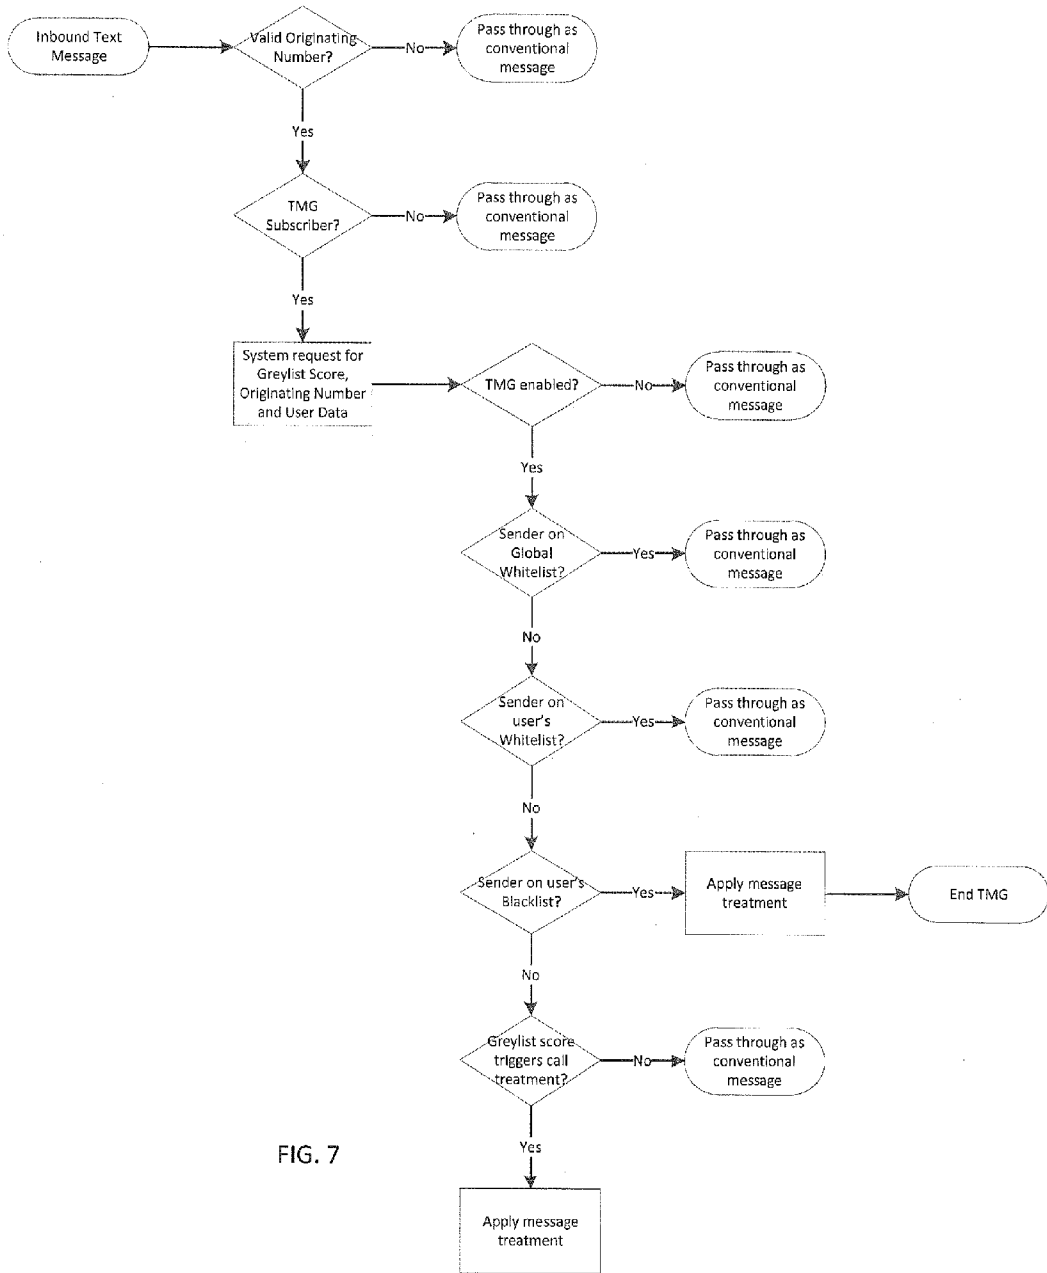 Inbound Text
Message
Valid Originating
Number?
No
Pass through as
conventional
message
Yes
TMG
Subscriber?
No
Pass through as
conventional
message
Yes
System request for
Greylist Score,
Originating Number
and User Data
TMG enabled?
No
Pass through as
conventional
message
Yes
Sender on
Global
Whitelist?
Yes
Pass through as
conventional
message
No
Sender on
user's
Whitelist?
Yes
Pass through as
conventional
message
No
Sender on user's
Blacklist?
Yes
Apply message
treatment
End TMG
No
Greylist score
triggers call
treatment?
No
Pass through as
conventional
message
Yes
FIG. 7
Apply message
treatment